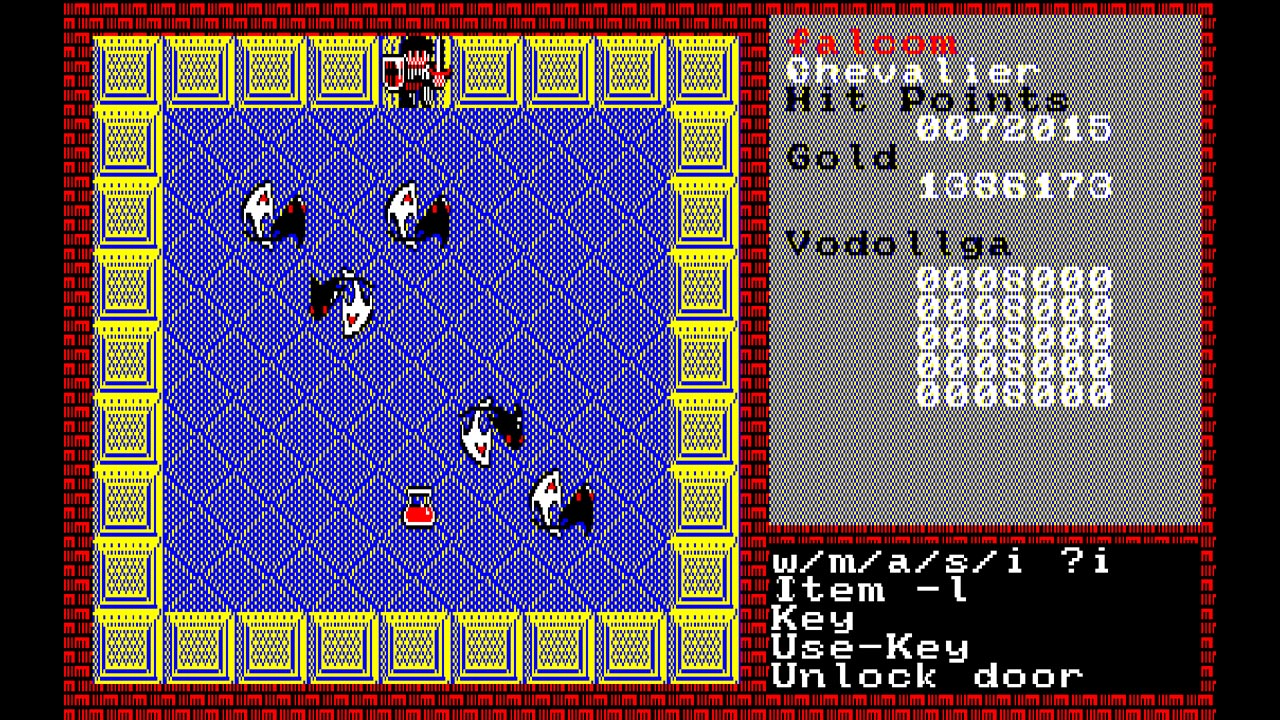 falcom
Chevalier
Hit Points
0072015
Gold
1386173
Vodollga
0008000
0008000
0008000
0008000
0008000
w/m/a/s/i ?i
Item -l
Key
Use-Key
Unlock door